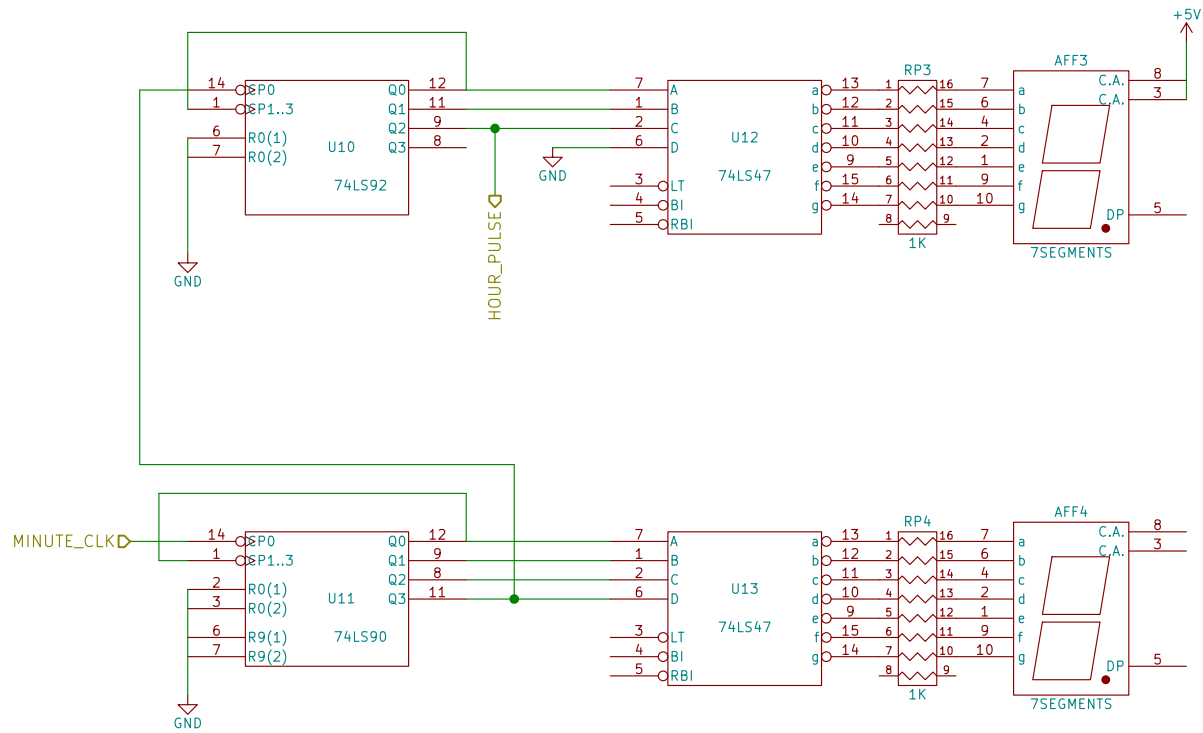 +5V
AFF3
RP3
14 CP0 Q0 12 7 A a 13 1 16 7 a C.A. 8
1 CP1..3 Q1 11 1 B b 12 2 15 6 b C.A. 3
Q2 9 2 C c 11 3 14 4 c
6 R0(1) U10 Q3 8 6 D U12 d 10 4 13 2 d
7 R0(2) GND e 9 5 12 1 e
74LS92 74LS47
3 LT f 15 6 11 9 f
4 BI g 14 7 10 10 g
5 RBI 8 9 DP 5
HOUR_PULSE
1K 7SEGMENTS
GND
AFF4
RP4
MINUTE_CLK 14 CP0 Q0 12 7 A a 13 1 16 7 a C.A. 8
1 CP1..3 Q1 9 1 B b 12 2 15 6 b C.A. 3
Q2 8 2 C c 11 3 14 4 c
2 R0(1) U11 Q3 11 6 D U13 d 10 4 13 2 d
3 R0(2) e 9 5 12 1 e
6 R9(1) 74LS90 3 LT 74LS47 f 15 6 11 9 f
7 R9(2) 4 BI g 14 7 10 10 g
5 RBI 8 9 DP 5
1K 7SEGMENTS
GND